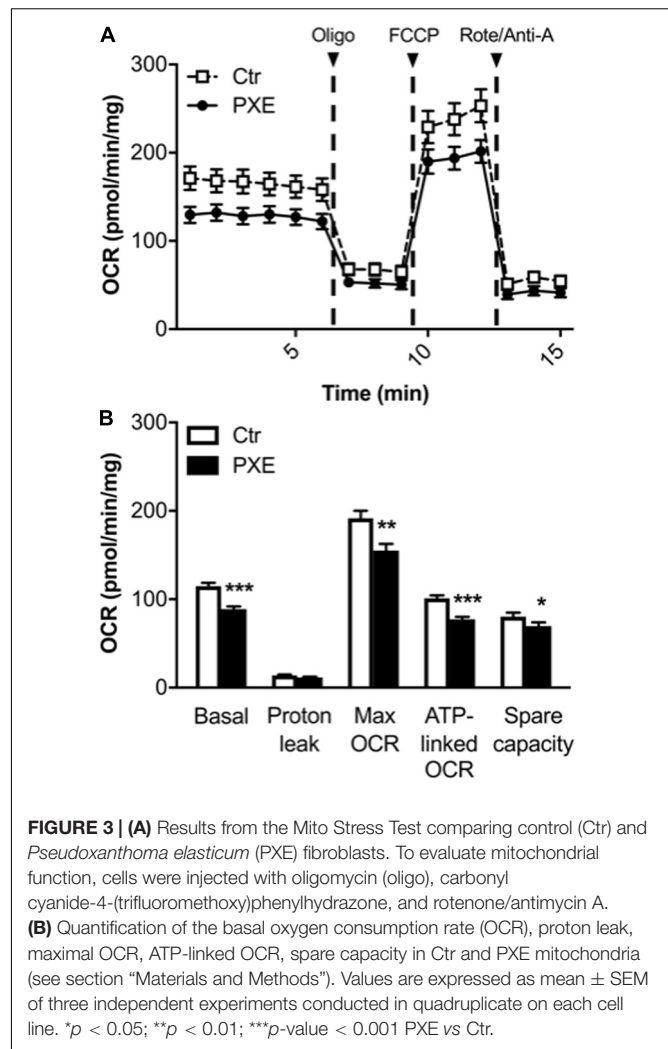 A
Oligo FCCP Rote/Anti-A
300
200
100
0
OCR (pmol/min/mg)
Ctr
PXE
5 10 15
Time (min)
B
300
200
100
0
OCR (pmol/min/mg)
Ctr
PXE
*** ** *** *
Basal Proton leak Max OCR ATP-linked OCR Spare capacity
FIGURE 3 | (A) Results from the Mito Stress Test comparing control (Ctr) and
Pseudoxanthoma elasticum (PXE) fibroblasts. To evaluate mitochondrial
function, cells were injected with oligomycin (oligo), carbonyl
cyanide-4-(trifluoromethoxy)phenylhydrazone, and rotenone/antimycin A.
(B) Quantification of the basal oxygen consumption rate (OCR), proton leak,
maximal OCR, ATP-linked OCR, spare capacity in Ctr and PXE mitochondria
(see section “Materials and Methods”). Values are expressed as mean ± SEM
of three independent experiments conducted in quadruplicate on each cell
line. *p < 0.05; **p < 0.01; ***p-value < 0.001 PXE vs Ctr.